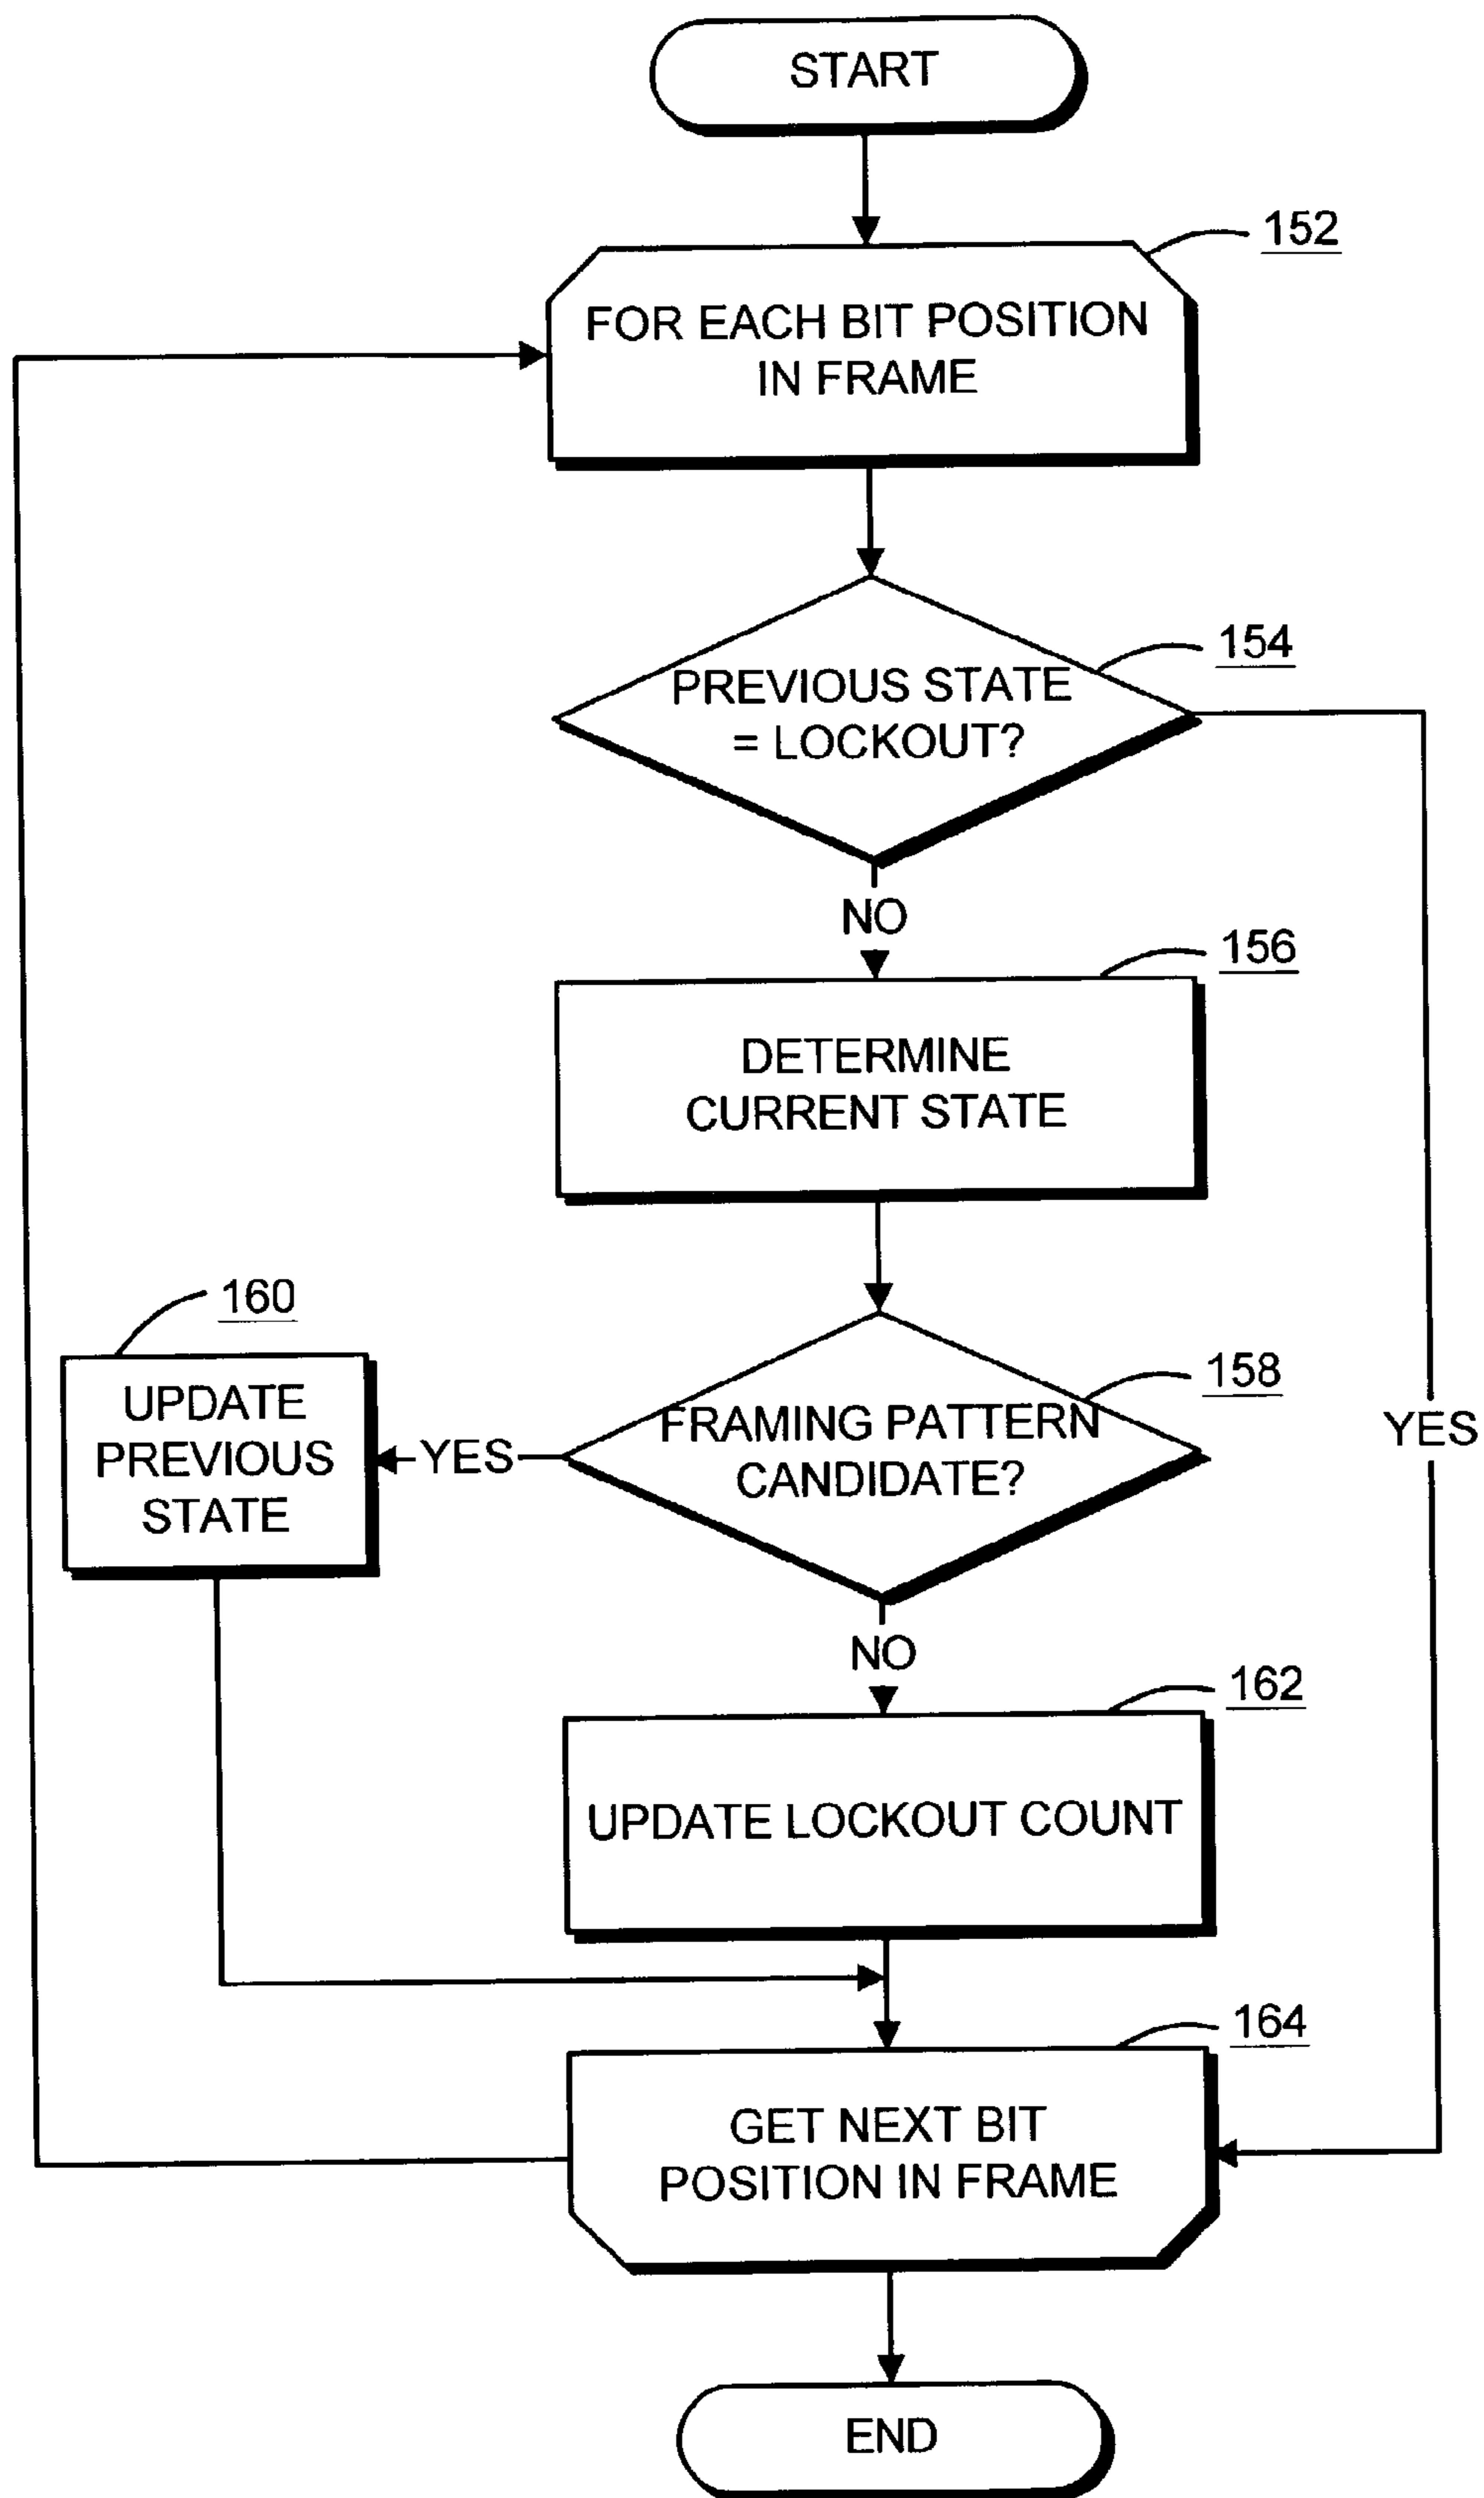 START
152
FOR EACH BIT POSITION
IN FRAME
154
PREVIOUS STATE
= LOCKOUT?
NO
156
DETERMINE
CURRENT STATE
160
UPDATE
PREVIOUS
STATE
YES
158
FRAMING PATTERN
CANDIDATE?
YES
NO
162
UPDATE LOCKOUT COUNT
164
GET NEXT BIT
POSITION IN FRAME
END